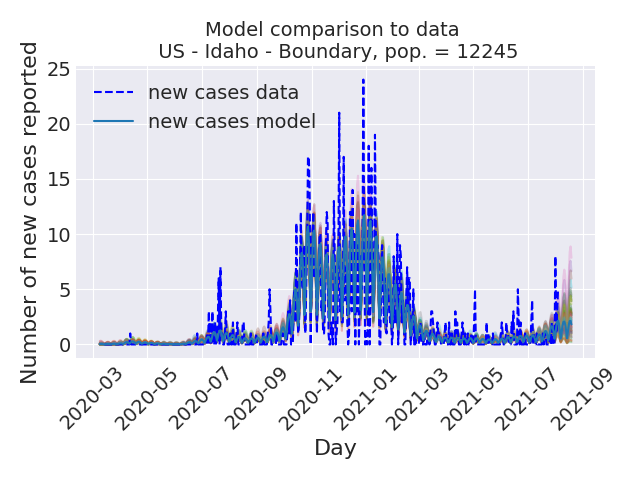 Model comparison to data
US - Idaho - Boundary, pop. = 12245
Number of new cases reported
25
20
15
10
5
0
new cases data
new cases model
2020-03
2020-05
2020-07
2020-09
2020-11
2021-01
2021-03
2021-05
2021-07
2021-09
Day